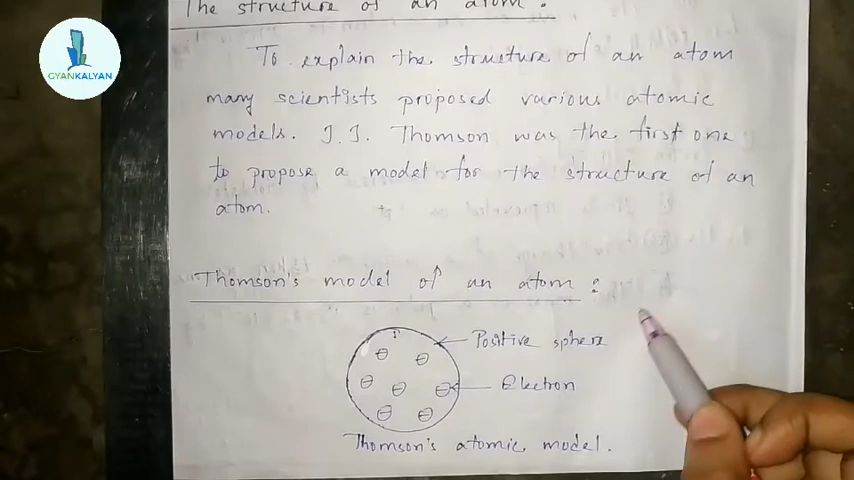 The structure of an atom :
GYANKALYAN
To explain the structure of an atom
many scientists proposed various atomic
models. J.J. Thomson was the first one
to propose a model for the structure of an
atom.
Thomson's model of an atom :
Positive sphere
Electron
Thomson's atomic model.